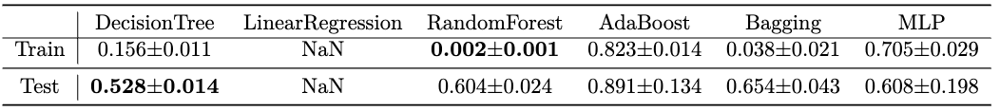 DecisionTree LinearRegression RandomForest AdaBoost Bagging MLP
Train 0.156±0.011 NaN 0.002±0.001 0.823±0.014 0.038±0.021 0.705±0.029
Test 0.528±0.014 NaN 0.604±0.024 0.891±0.134 0.654±0.043 0.608±0.198